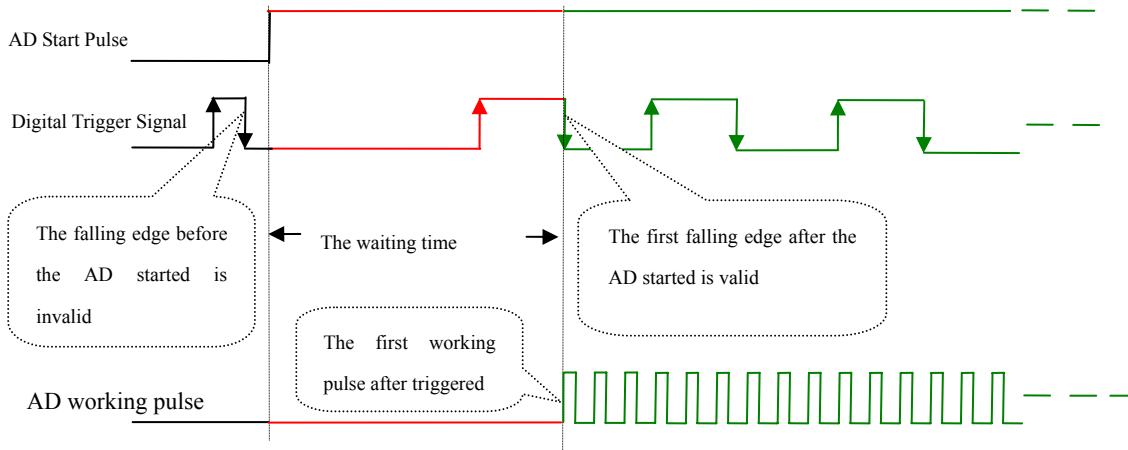 AD Start Pulse
Digital Trigger Signal
The falling edge before
the AD started is
invalid
The waiting time
The first falling edge after the
AD started is valid
The first working
pulse after triggered
AD working pulse